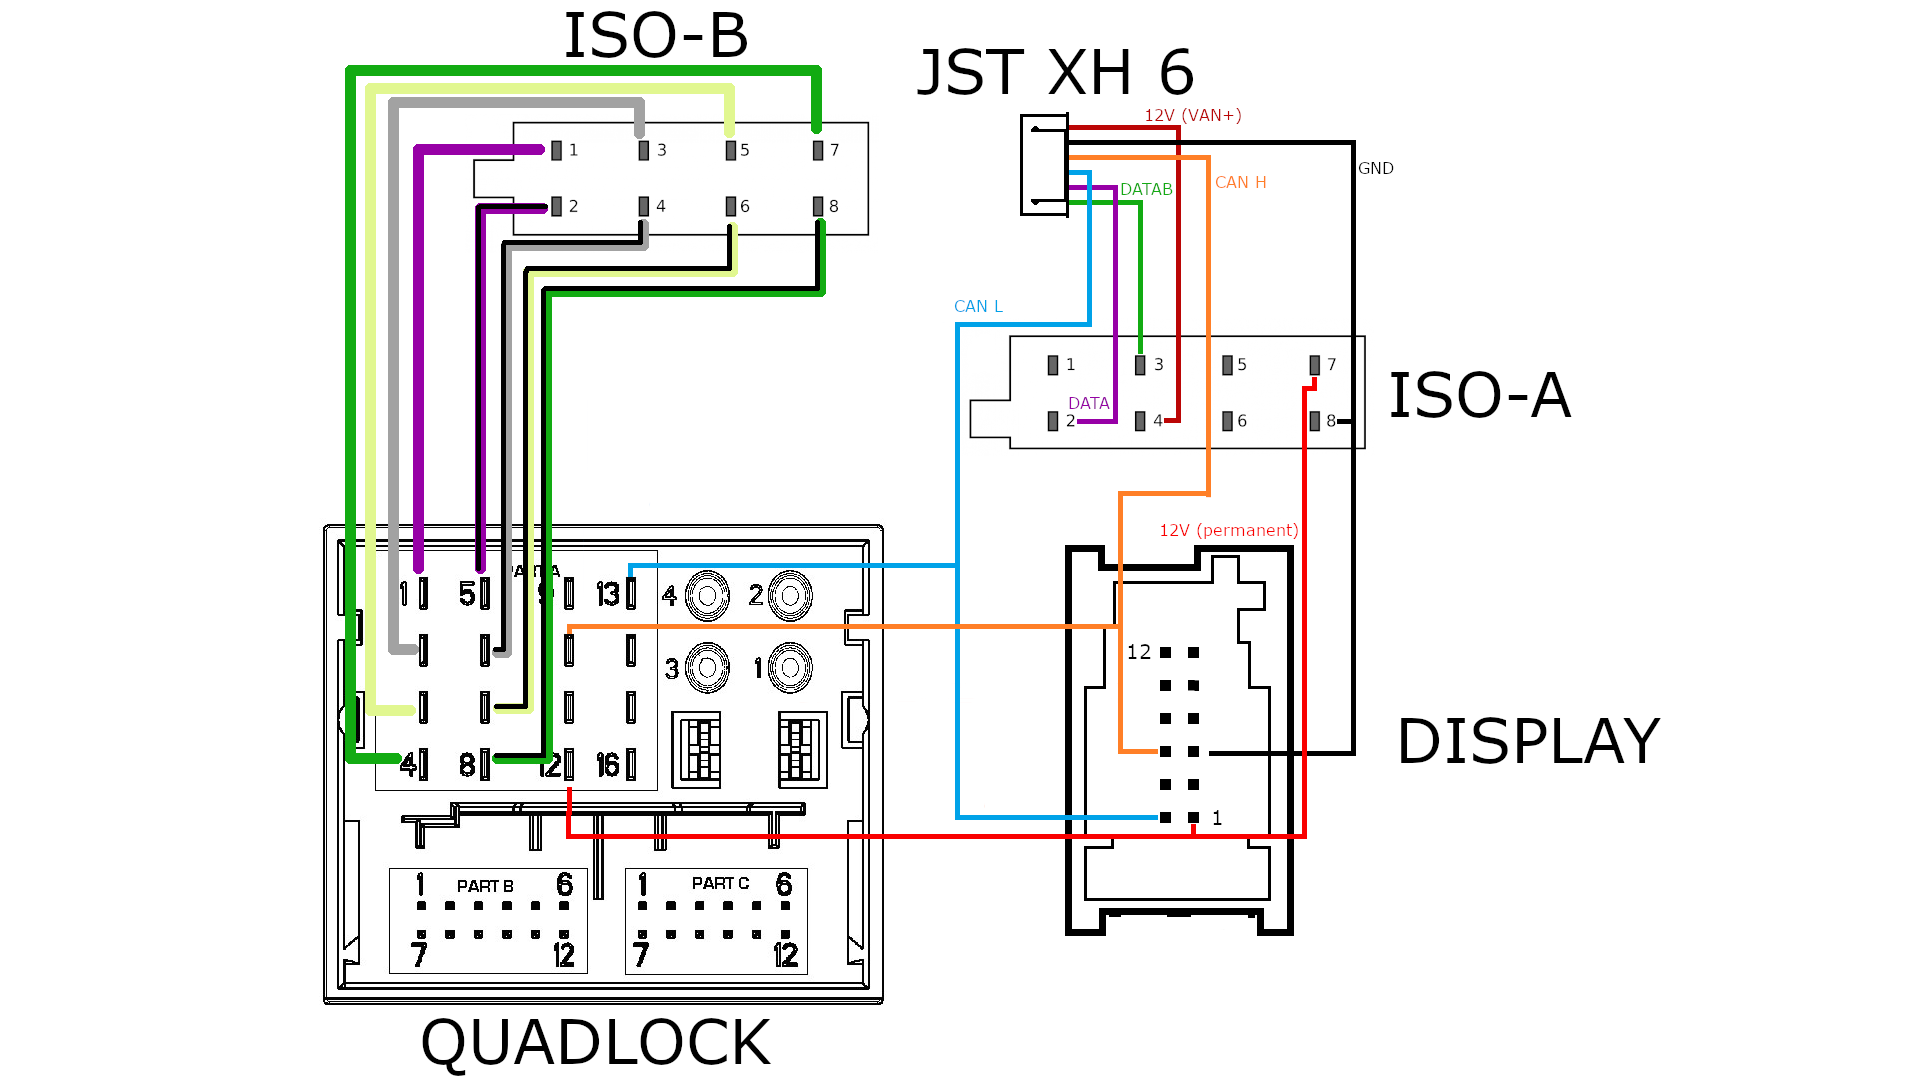 ISO-B
JST XH 6
12V (VAN+)
1 3 5 7
GND
DATAB CAN H
2 4 6 8
CAN L
1 3 5 7
ISO-A
DATA
2 4 6 8
12V (permanent)
PART A
1 5 9 13 4 2
12
3 1
DISPLAY
4 8 12 16
1
1 PART B 6 1 PART C 6
7 12 7 12
QUADLOCK